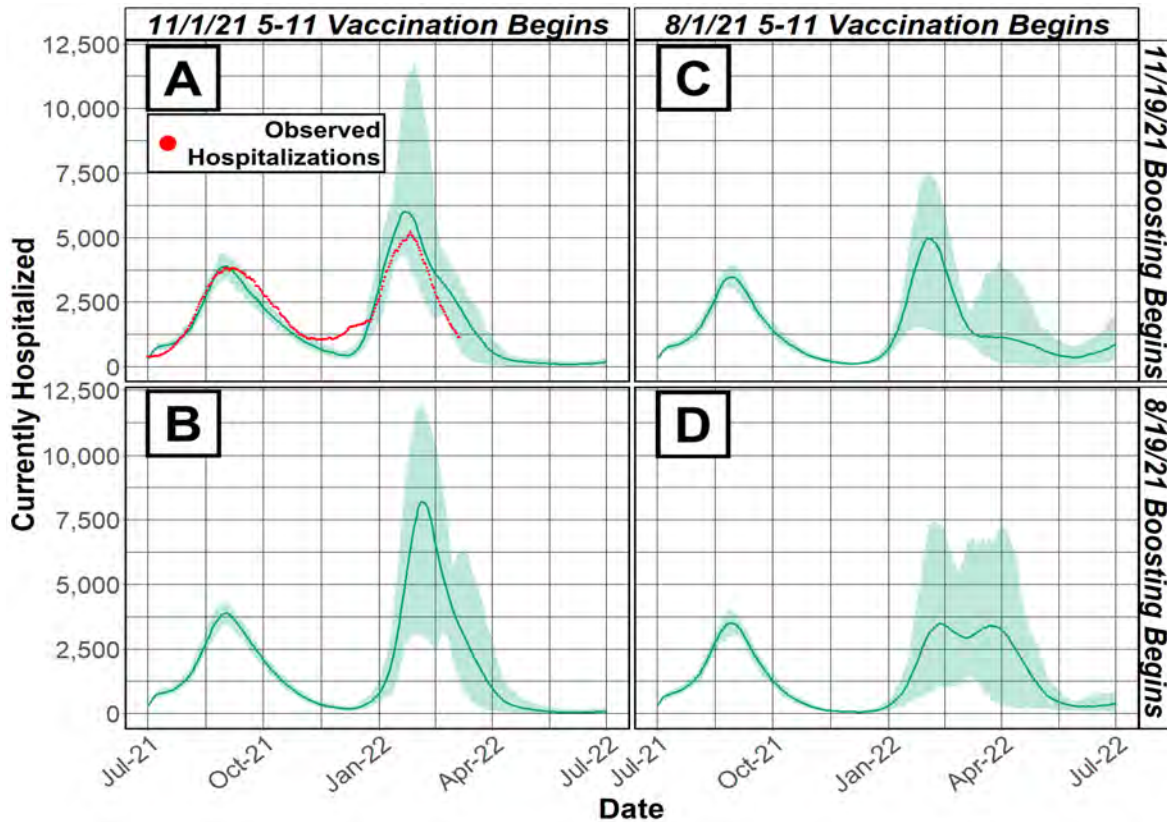 11/1/21 5-11 Vaccination Begins
8/1/21 5-11 Vaccination Begins
12,500
10,000
7,500
5,000
2,500
0
A
Observed
Hospitalizations
C
11/19/21 Boosting Begins
Currently Hospitalized
12,500
10,000
7,500
5,000
2,500
0
B
D
8/19/21 Boosting Begins
Jul-21
Oct-21
Jan-22
Apr-22
Jul-22
Jul-21
Oct-21
Jan-22
Apr-22
Jul-22
Date